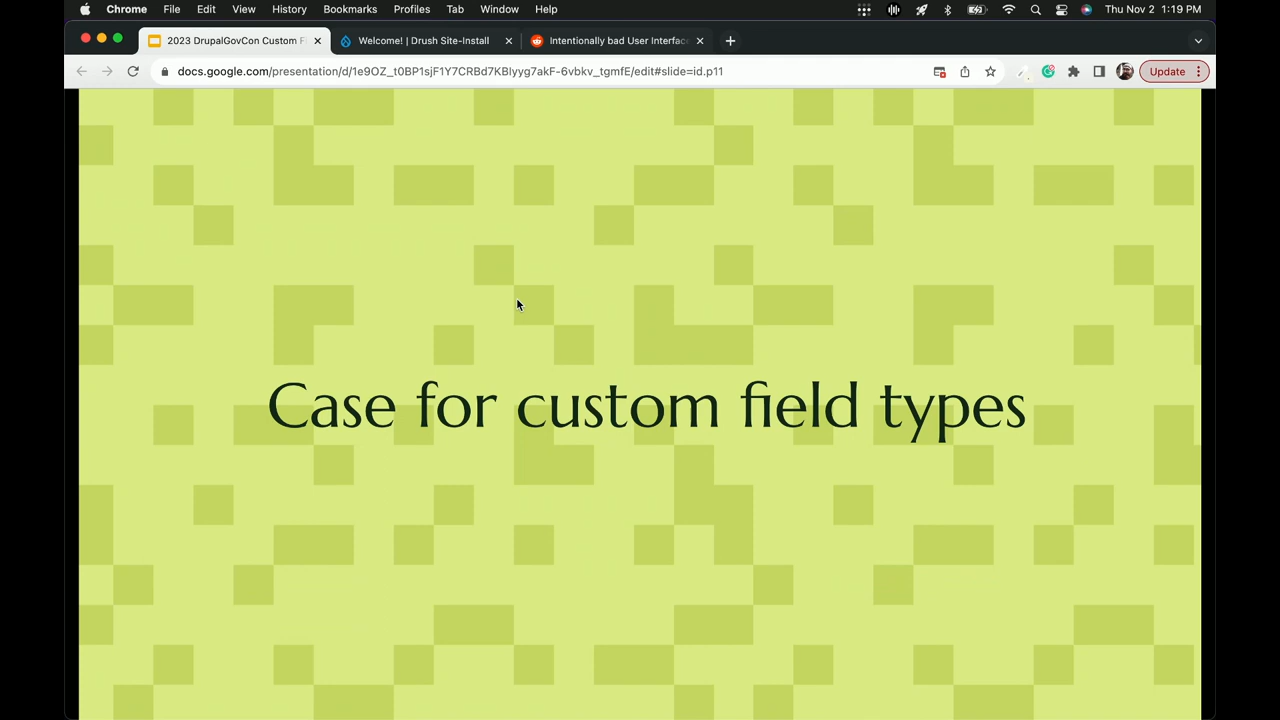 Chrome File Edit View History Bookmarks Profiles Tab Window Help Thu Nov 2 1:19 PM
2023 DrupalGovCon Custom F Welcome! | Drush Site-Install Intentionally bad User Interface
docs.google.com/presentation/d/1e9OZ_t0BP1sjF1Y7CRBd7KBlyyg7akF-6vbkv_tgmfE/edit#slide=id.p11 Update
Case for custom field types